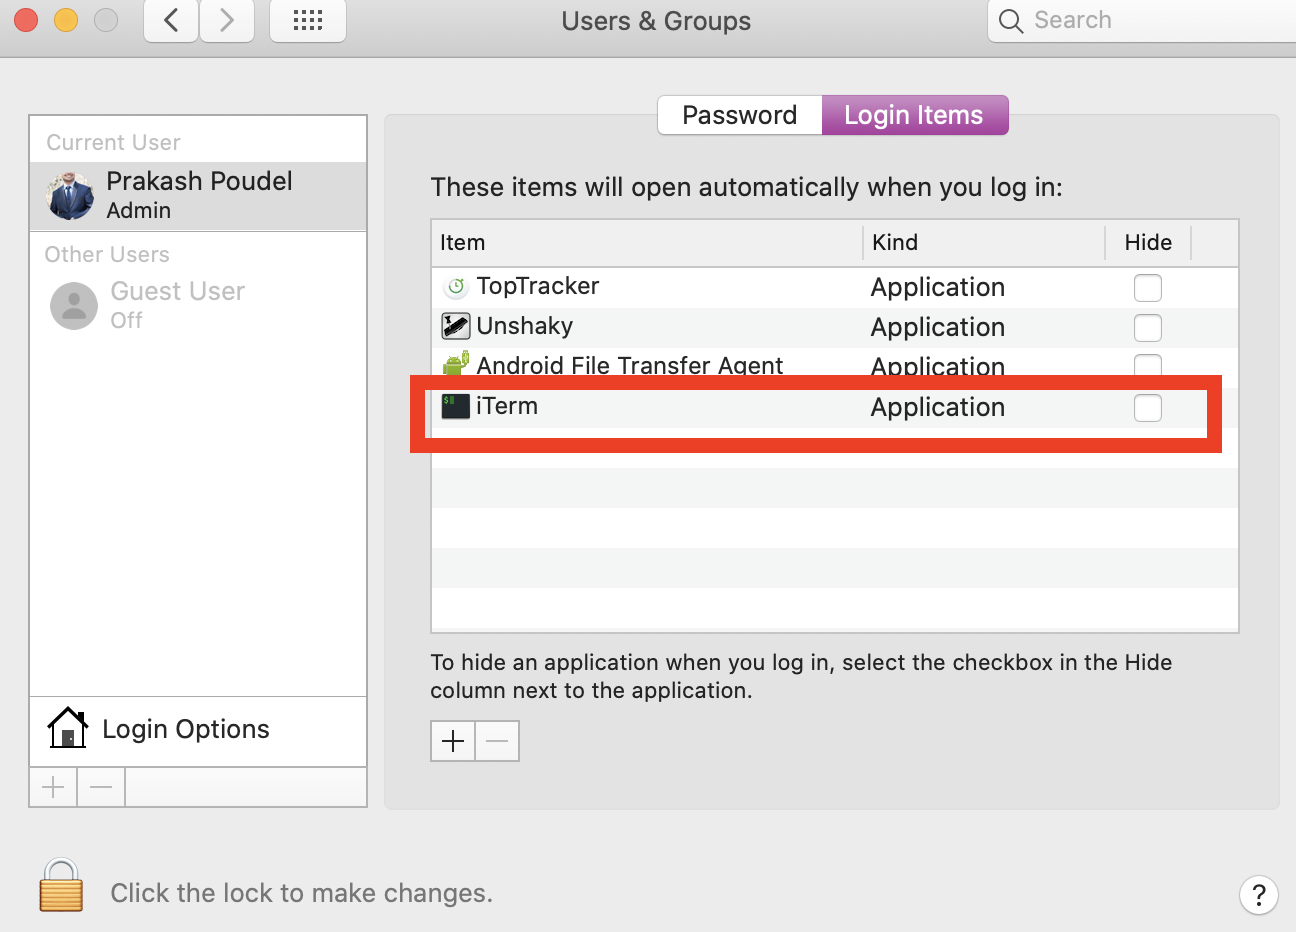 Users & Groups
Search
Password
Login Items
Current User
Prakash Poudel
Admin
Other Users
Guest User
Off
Login Options
These items will open automatically when you log in:
Item Kind Hide
TopTracker Application
Unshaky Application
Android File Transfer Agent Application
$ iTerm Application
To hide an application when you log in, select the checkbox in the Hide
column next to the application.
Click the lock to make changes.
?